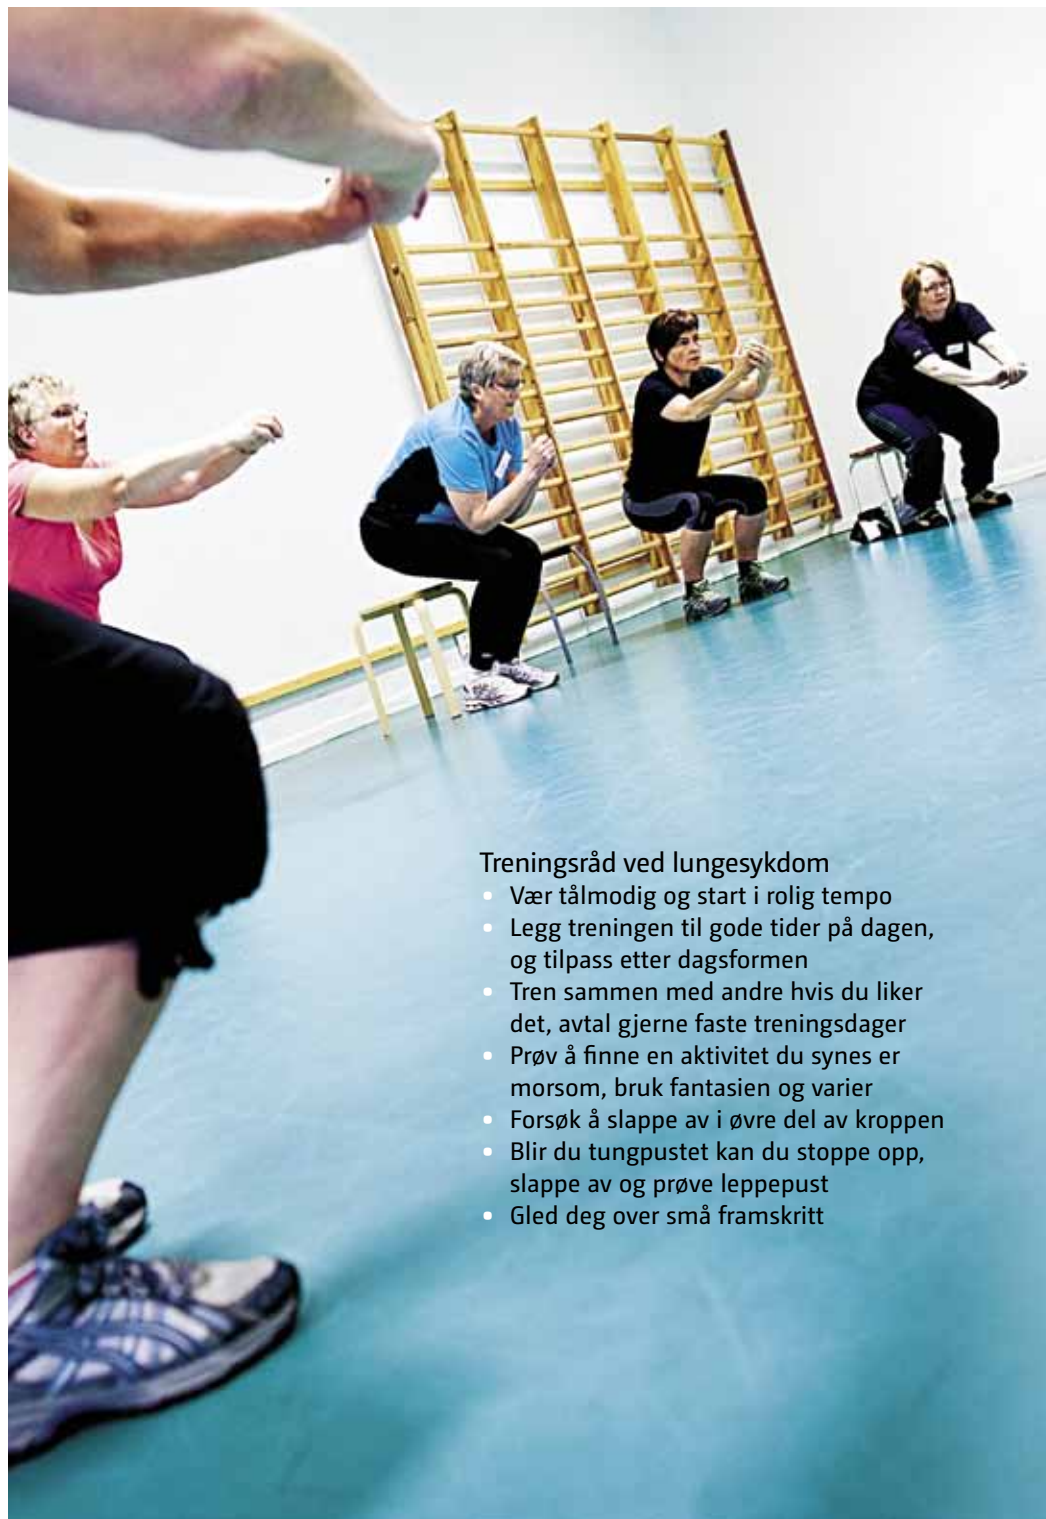 Treningsråd ved lungesykdom
• Vær tålmodig og start i rolig tempo
• Legg treningen til gode tider på dagen,
og tilpass etter dagsformen
• Tren sammen med andre hvis du liker
det, avtal gjerne faste treningsdager
• Prøv å finne en aktivitet du synes er
morsom, bruk fantasien og varier
• Forsøk å slappe av i øvre del av kroppen
• Blir du tungpustet kan du stoppe opp,
slappe av og prøve leppepust
• Gled deg over små framskritt